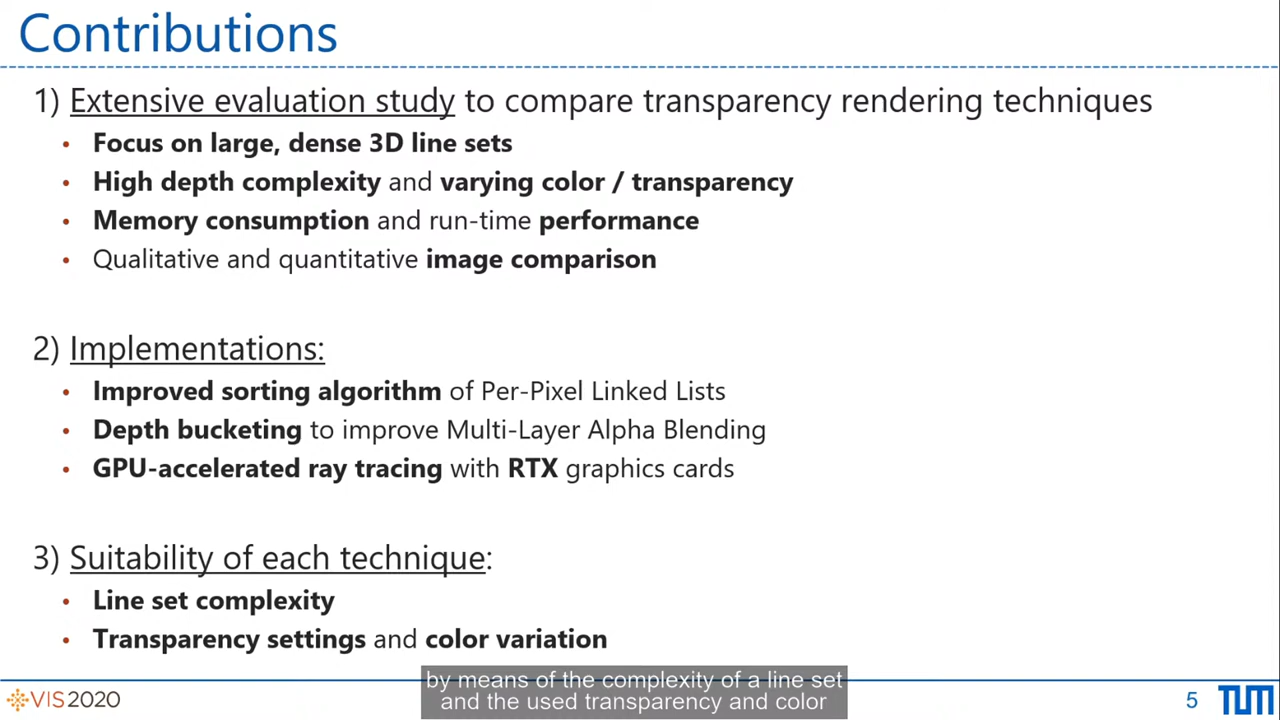 Contributions
1) Extensive evaluation study to compare transparency rendering techniques
• Focus on large, dense 3D line sets
• High depth complexity and varying color / transparency
• Memory consumption and run-time performance
• Qualitative and quantitative image comparison
2) Implementations:
• Improved sorting algorithm of Per-Pixel Linked Lists
• Depth bucketing to improve Multi-Layer Alpha Blending
• GPU-accelerated ray tracing with RTX graphics cards
3) Suitability of each technique:
• Line set complexity
• Transparency settings and color variation
by means of the complexity of a line set
and the used transparency and color
VIS2020
5
TUM